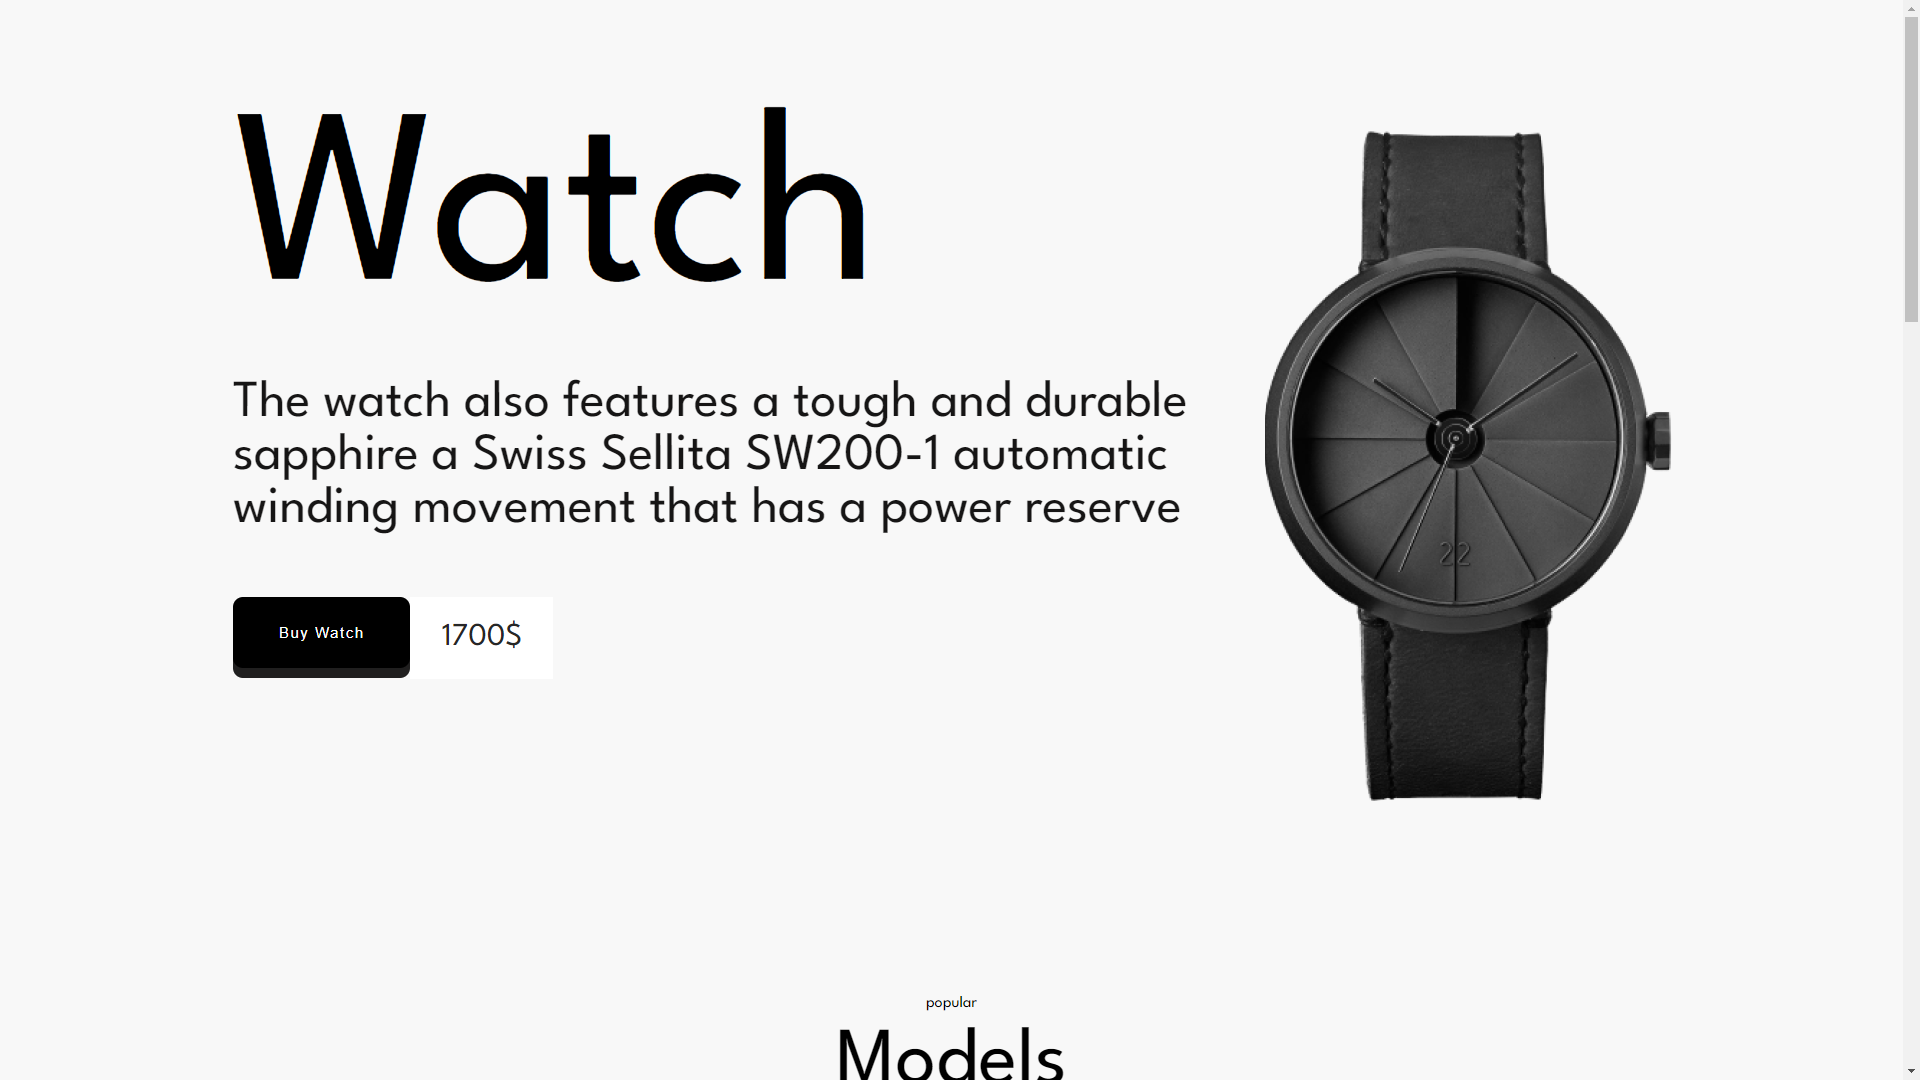 Watch
The watch also features a tough and durable
sapphire a Swiss Sellita SW200-1 automatic
winding movement that has a power reserve
Buy Watch
1700$
22
popular
Models